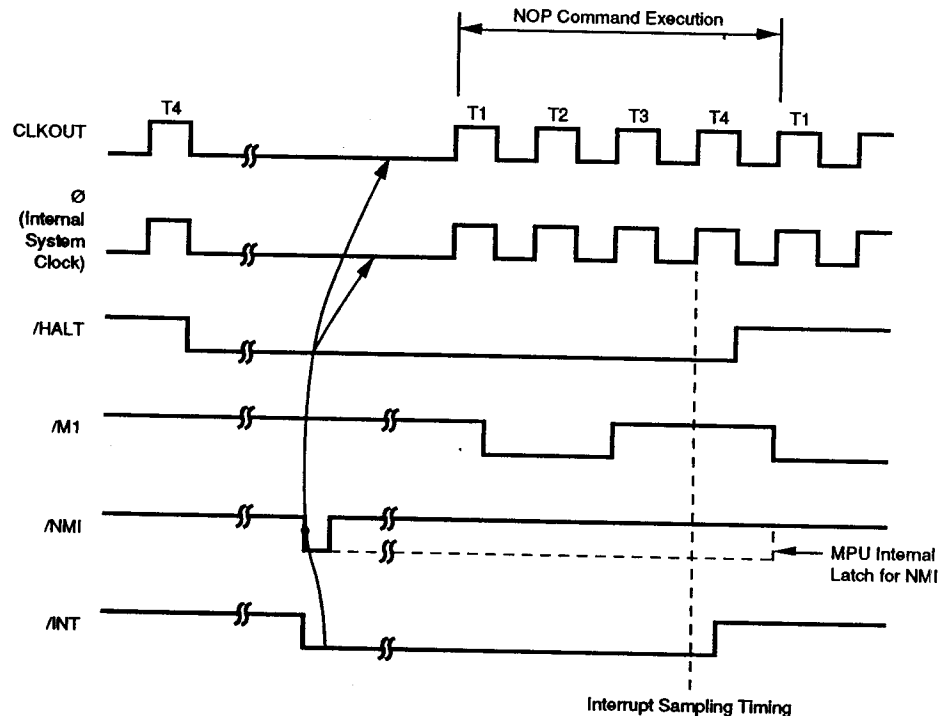 NOP Command Execution
T4 T1 T2 T3 T4 T1
CLKOUT
Ø
(Internal
System
Clock)
/HALT
/M1
/NMI
MPU Internal
Latch for NMI
/INT
Interrupt Sampling Timing